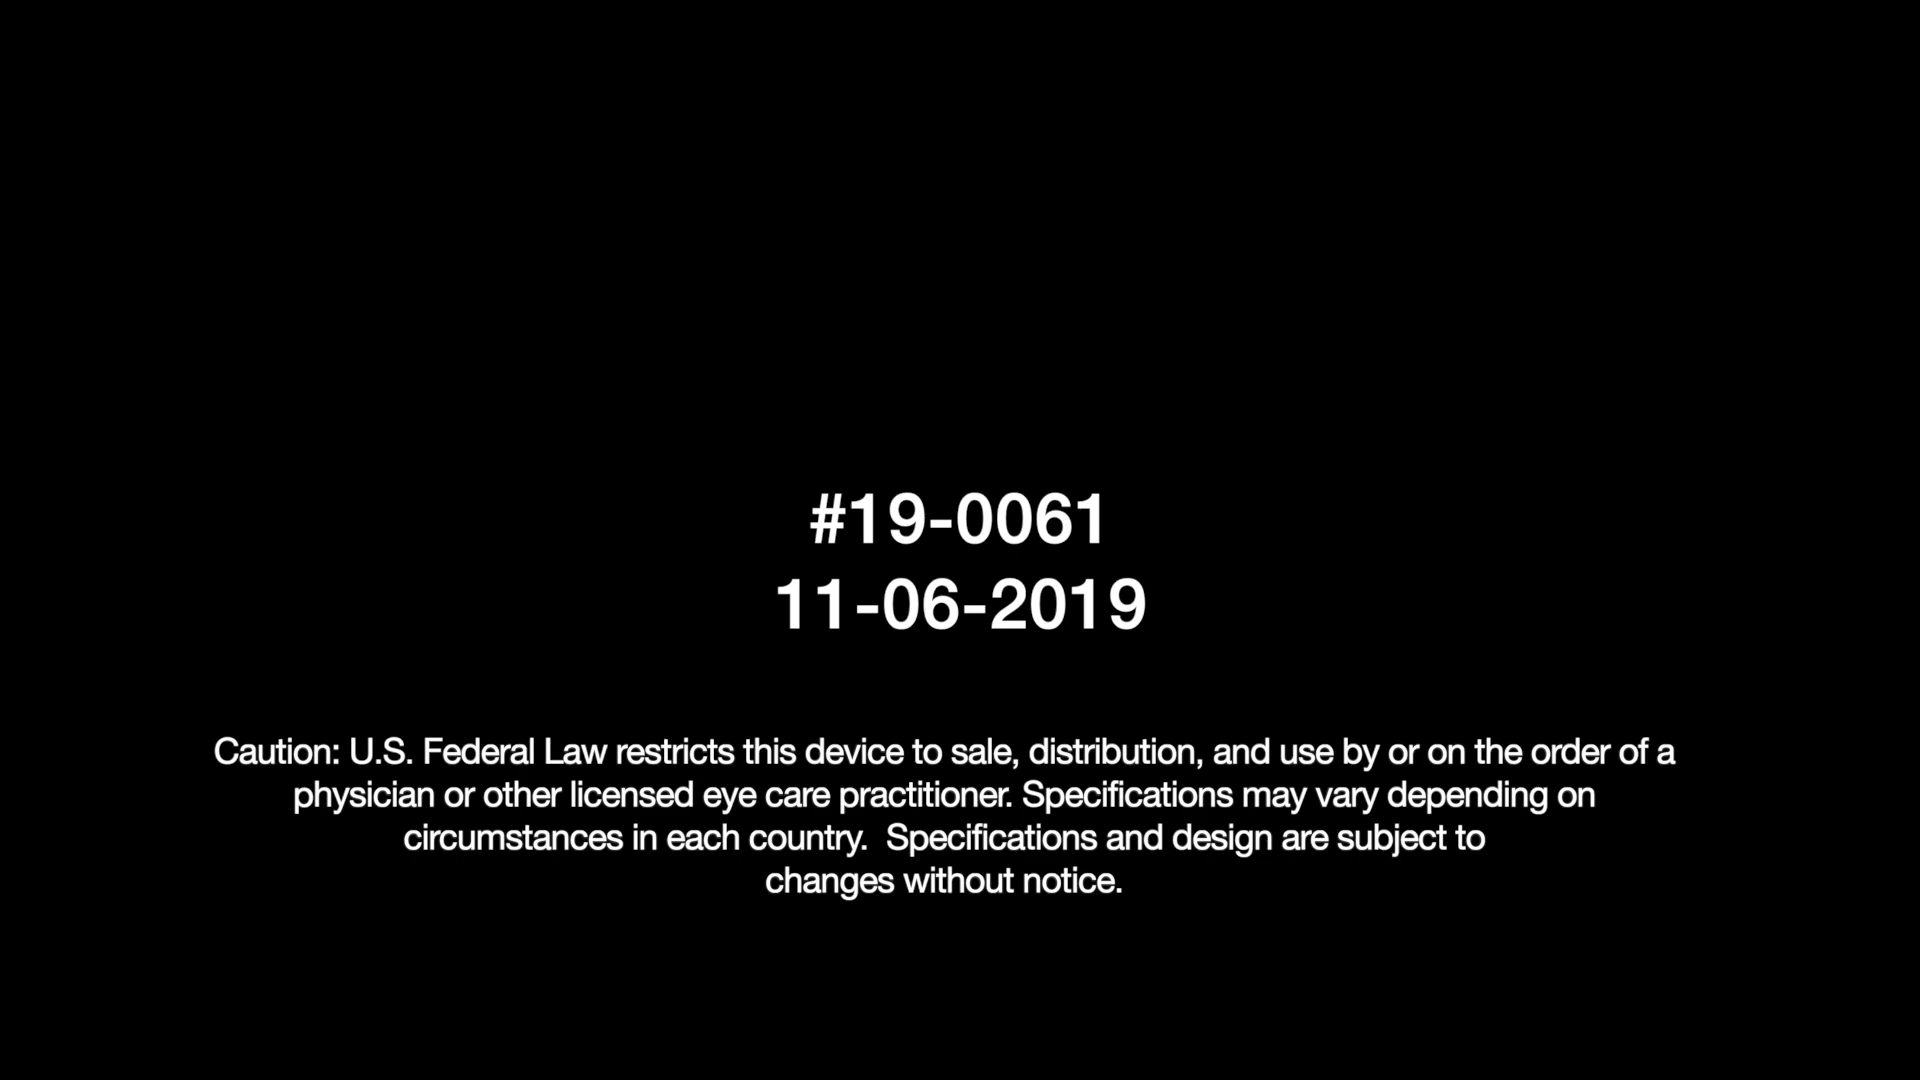 #19-0061
11-06-2019
Caution: U.S. Federal Law restricts this device to sale, distribution, and use by or on the order of a
physician or other licensed eye care practitioner. Specifications may vary depending on
circumstances in each country.  Specifications and design are subject to
changes without notice.